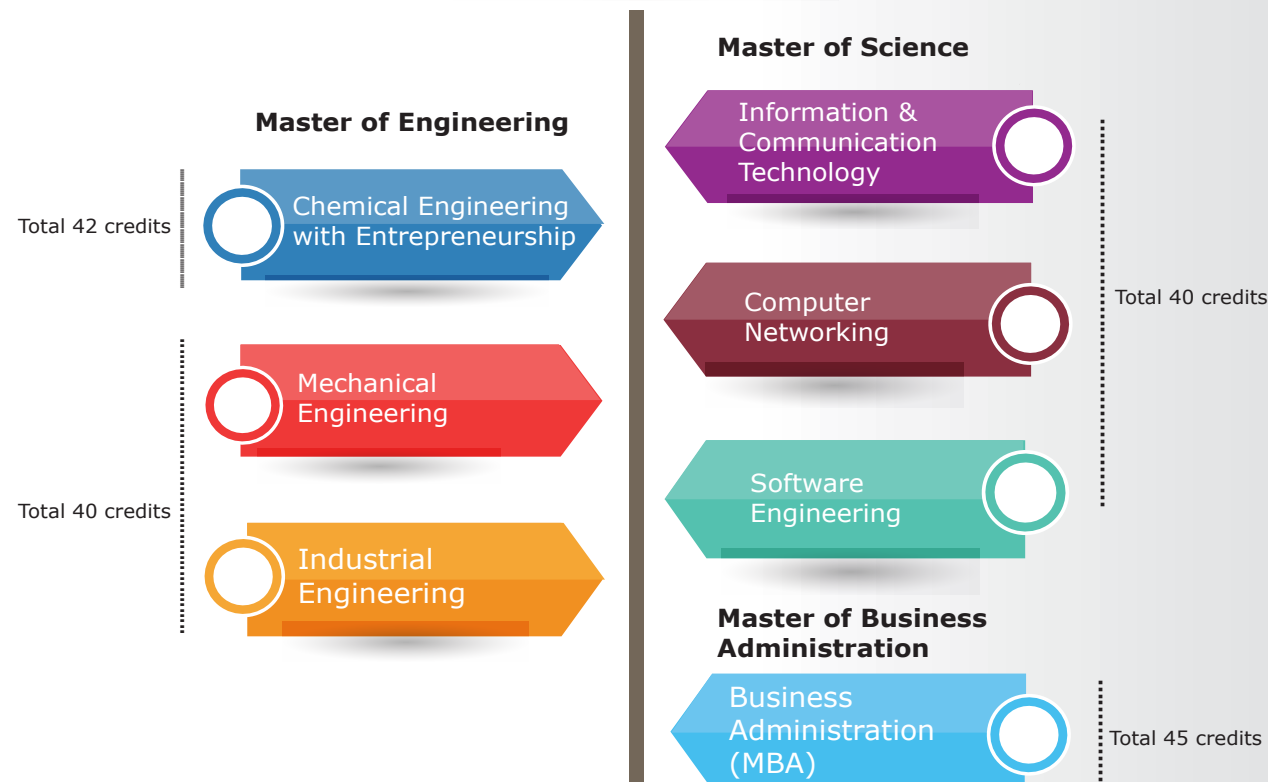 Master of Engineering
Total 42 credits
Chemical Engineering
with Entrepreneurship
Mechanical
Engineering
Total 40 credits
Industrial
Engineering
Master of Science
Information &
Communication
Technology
Computer
Networking
Total 40 credits
Software
Engineering
Master of Business
Administration
Business
Administration
(MBA)
Total 45 credits